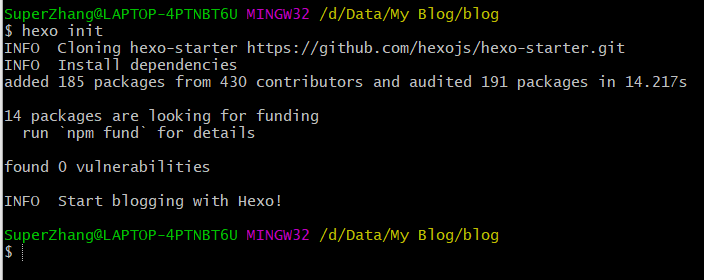 SuperZhang@LAPTOP-4PTNBT6U MINGW32 /d/Data/My Blog/blog
$ hexo init
INFO  Cloning hexo-starter https://github.com/hexojs/hexo-starter.git
INFO  Install dependencies
added 185 packages from 430 contributors and audited 191 packages in 14.217s
14 packages are looking for funding
  run `npm fund` for details
found 0 vulnerabilities
INFO  Start blogging with Hexo!
SuperZhang@LAPTOP-4PTNBT6U MINGW32 /d/Data/My Blog/blog
$